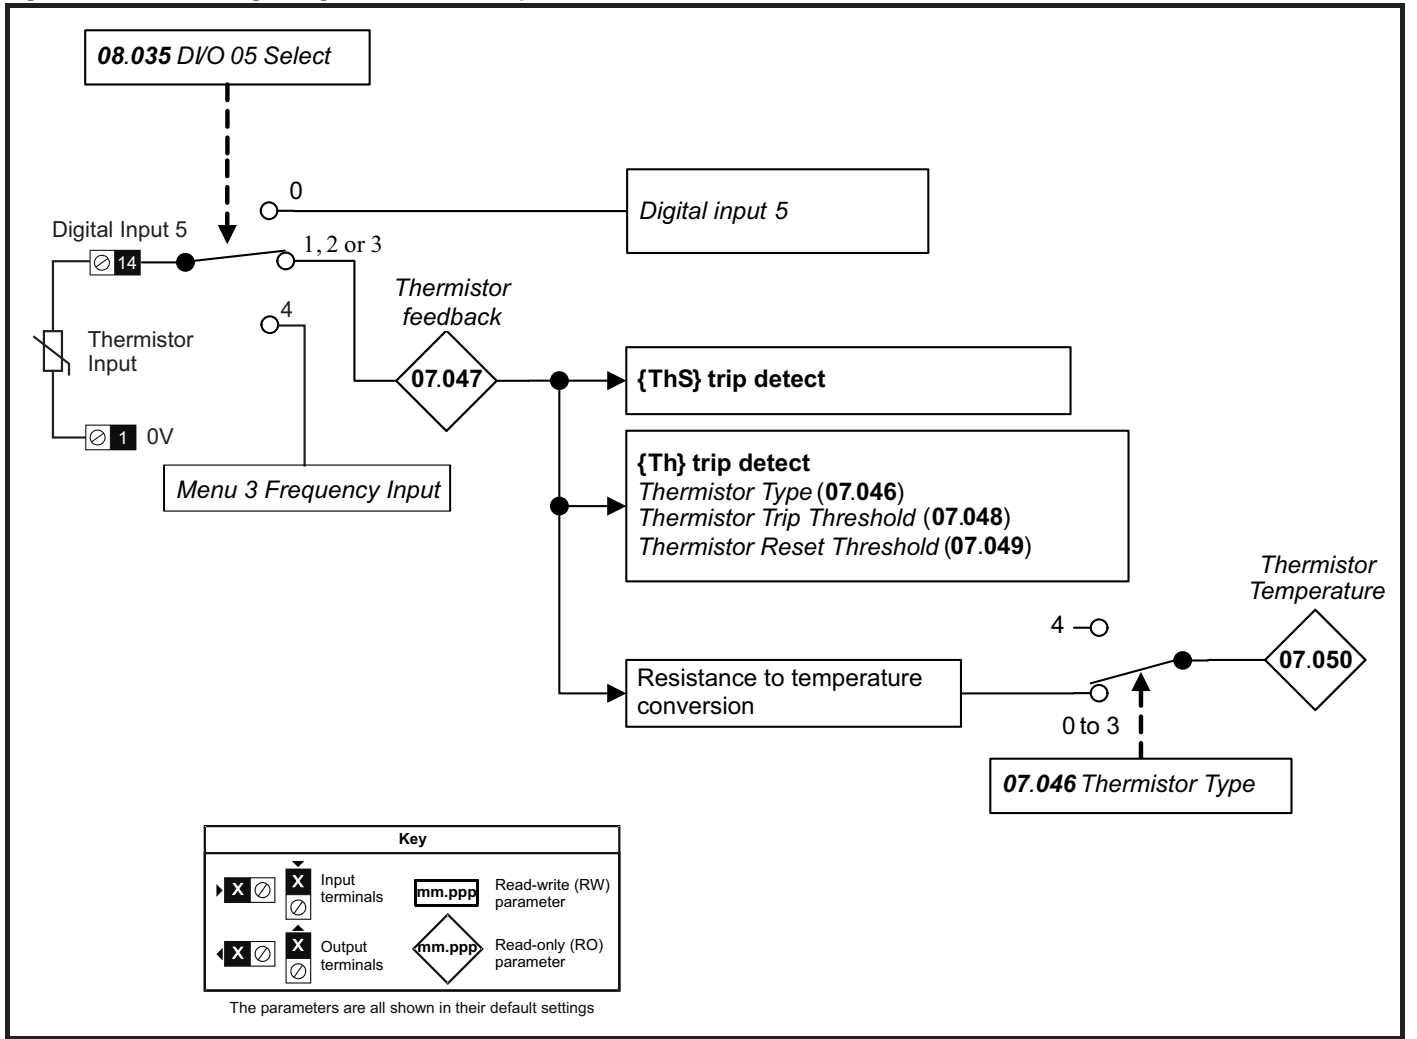 08.035 DI/O 05 Select
0
Digital input 5
Digital Input 5
1, 2 or 3
14
4
Thermistor
feedback
Thermistor
Input
07.047
{ThS} trip detect
1 0V
Menu 3 Frequency Input
{Th} trip detect
Thermistor Type (07.046)
Thermistor Trip Threshold (07.048)
Thermistor Reset Threshold (07.049)
Thermistor
Temperature
4
07.050
Resistance to temperature
conversion
0 to 3
07.046 Thermistor Type
Key
X
X
Input
terminals
mm.ppp
Read-write (RW)
parameter
X
X
Output
terminals
mm.ppp
Read-only (RO)
parameter
The parameters are all shown in their default settings